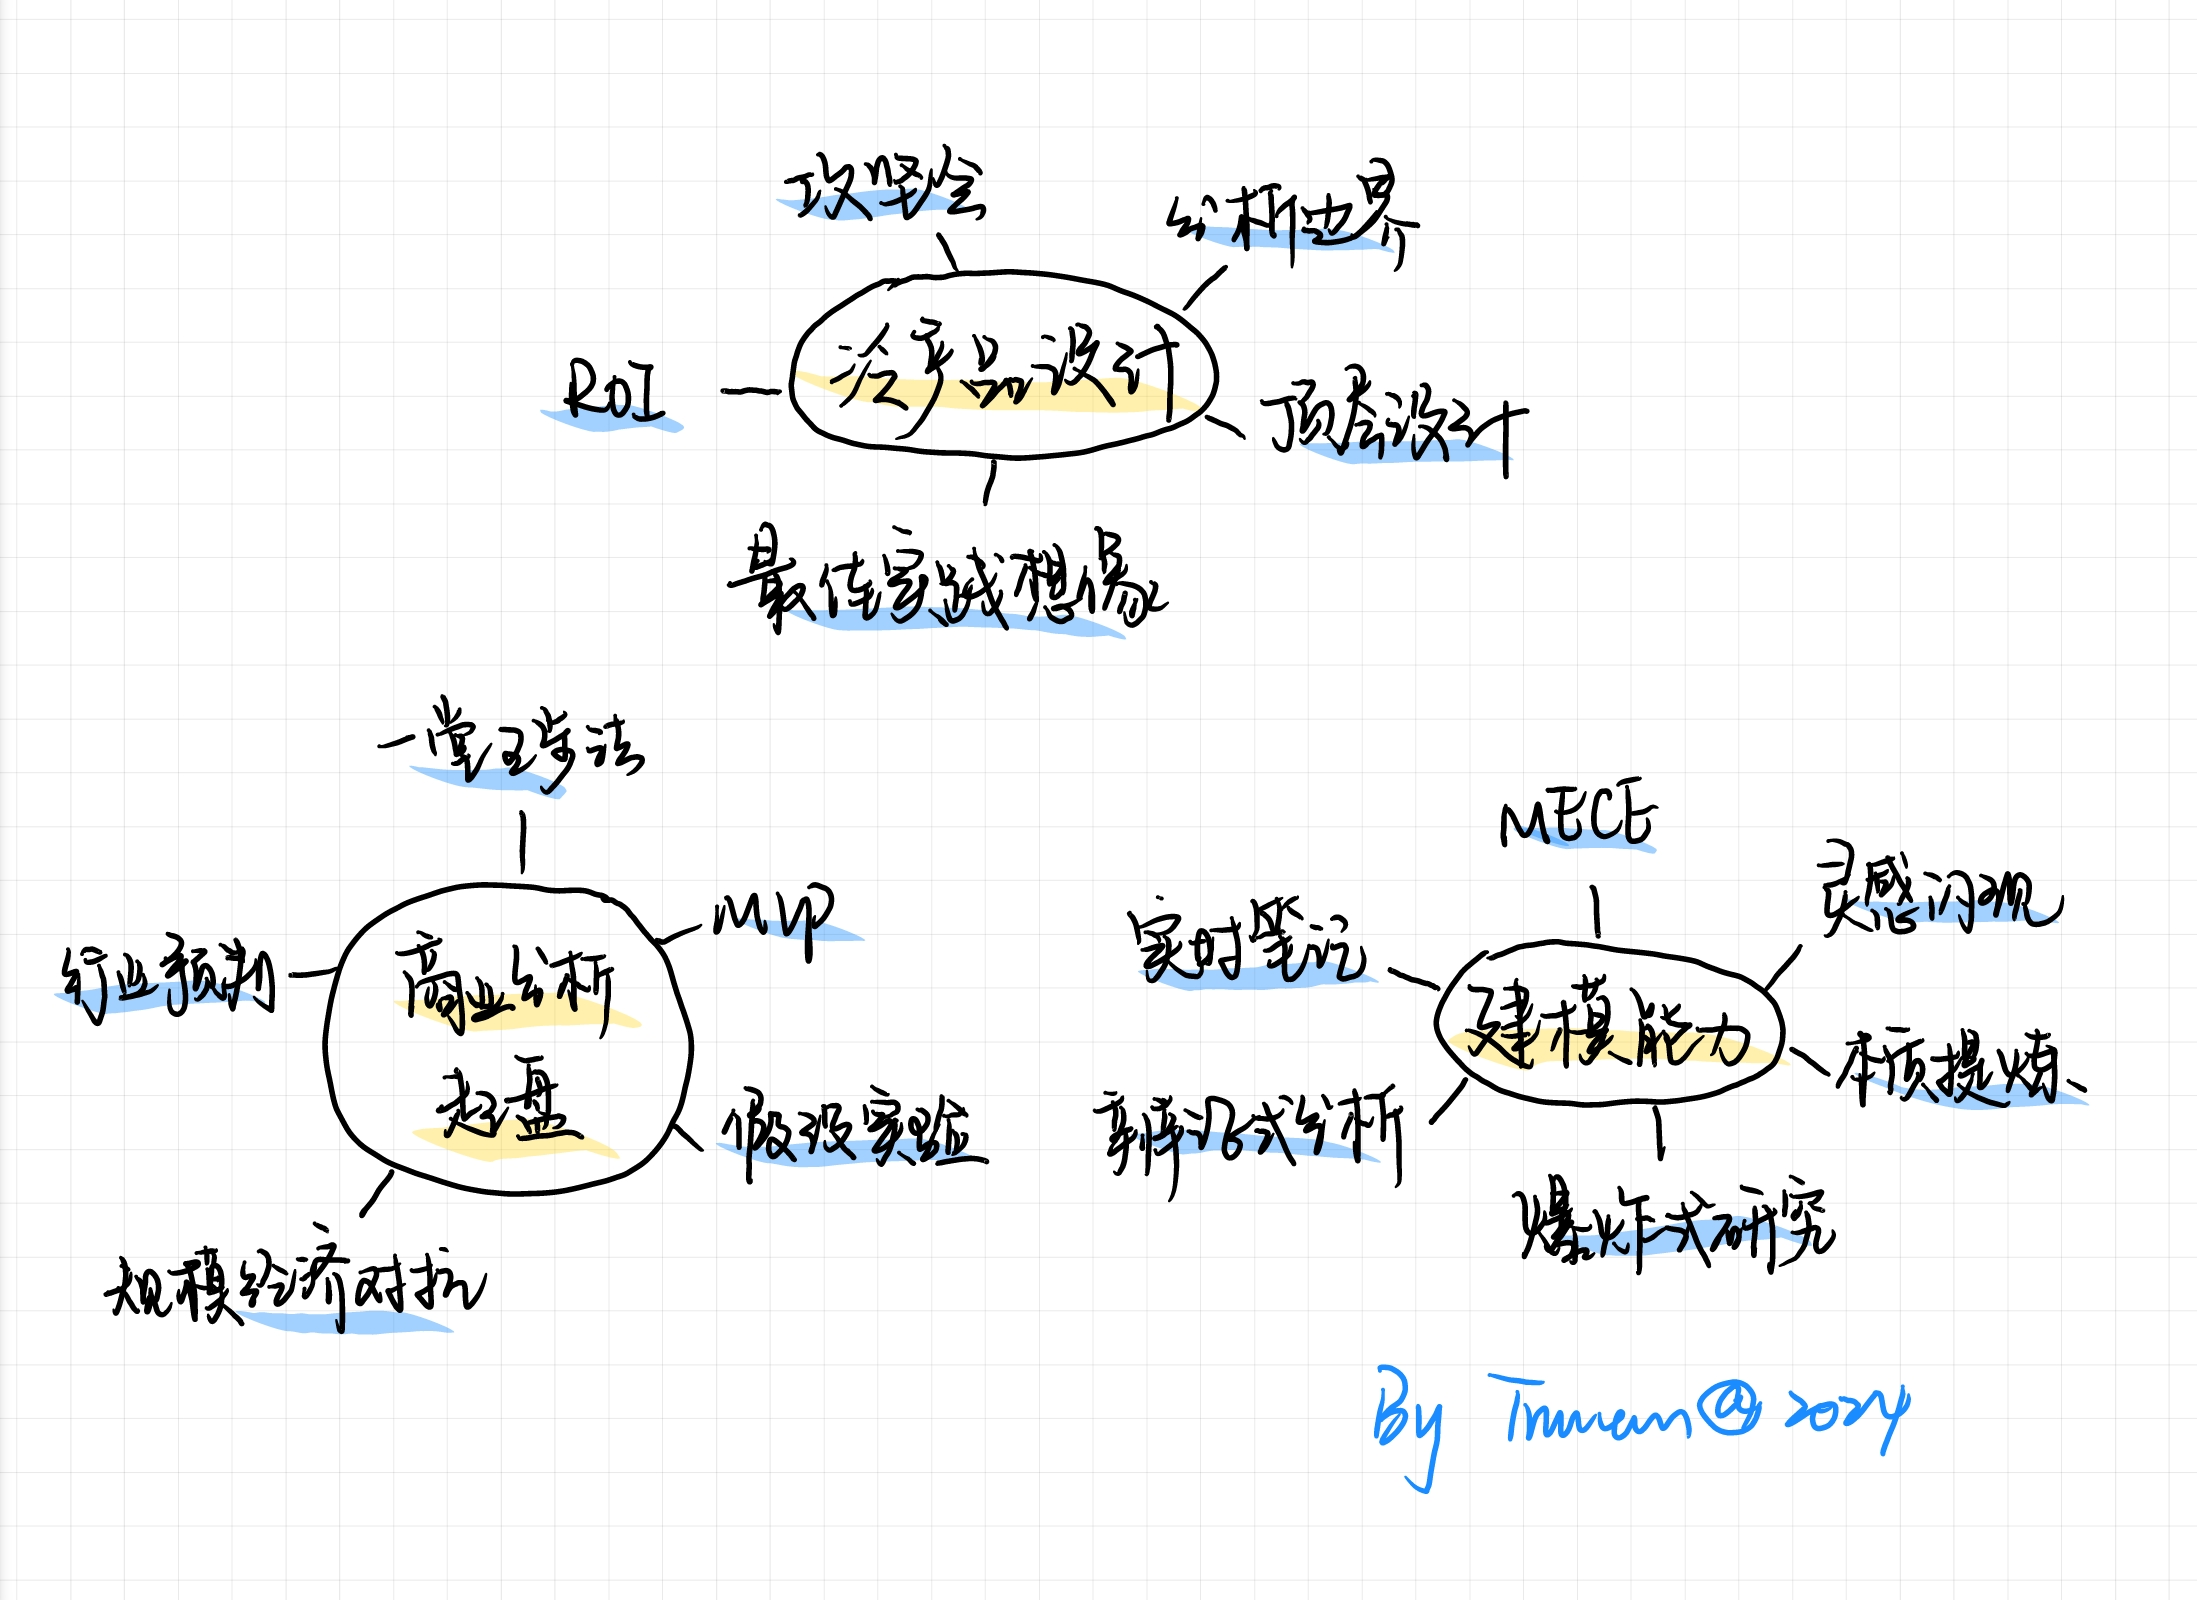 攻坚会
分析边界
泛产品设计
ROI
顶层设计
最佳实践想像
一堂五步法
MVP
行业预判
商业分析
起盘
假设实验
规模经济对抗
MECE
灵感闪现
实时笔记
建模能力
本质提炼
辩论式分析
爆炸式研究
By Truman@2024